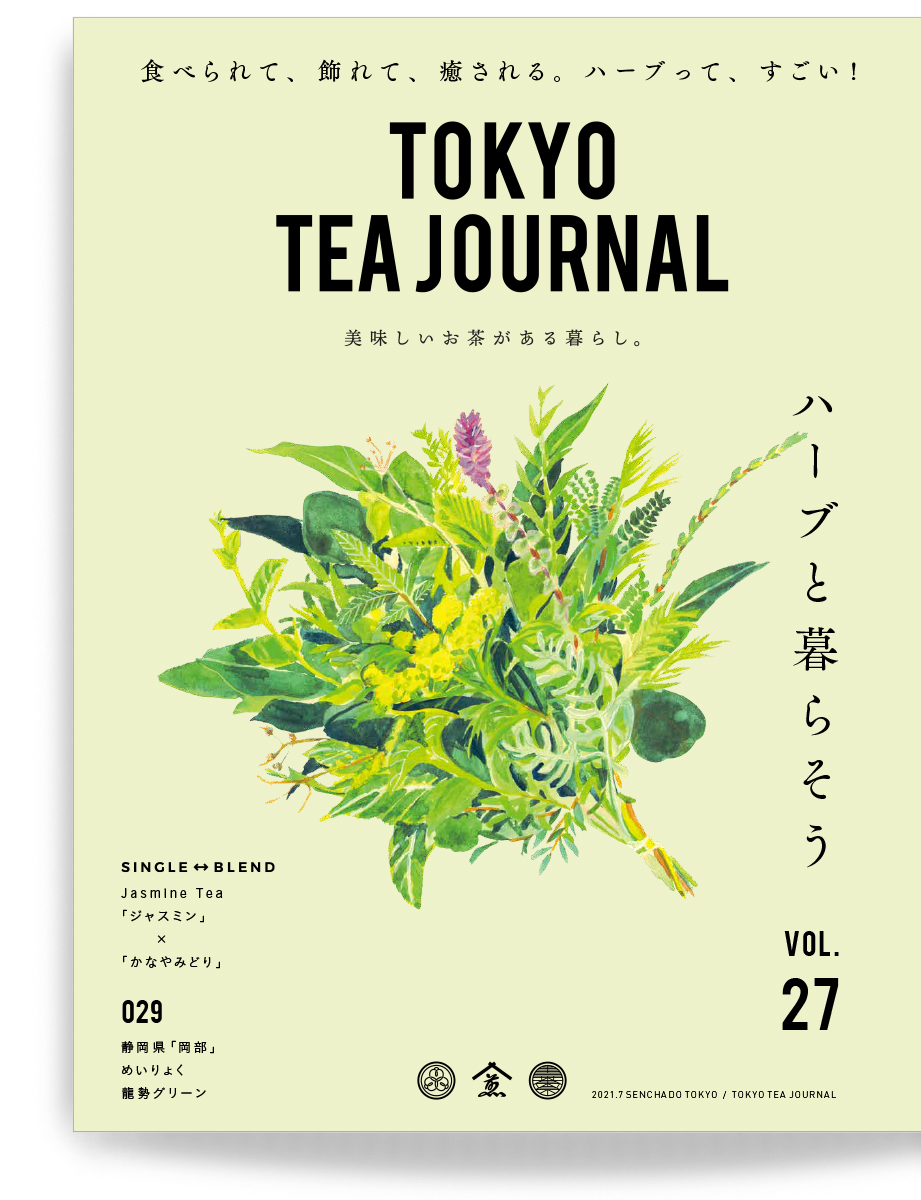 食べられて、飾れて、癒される。ハーブって、すごい！
TOKYO
TEA JOURNAL
美味しいお茶がある暮らし。
ハーブと暮らそう
SINGLE↔BLEND
Jasmine Tea
「ジャスミン」
×
「かなやみどり」
029
静岡県「岡部」
めいりょく
龍勢グリーン
VOL.
27
煎
茶
2021.7 SENCHADO TOKYO / TOKYO TEA JOURNAL